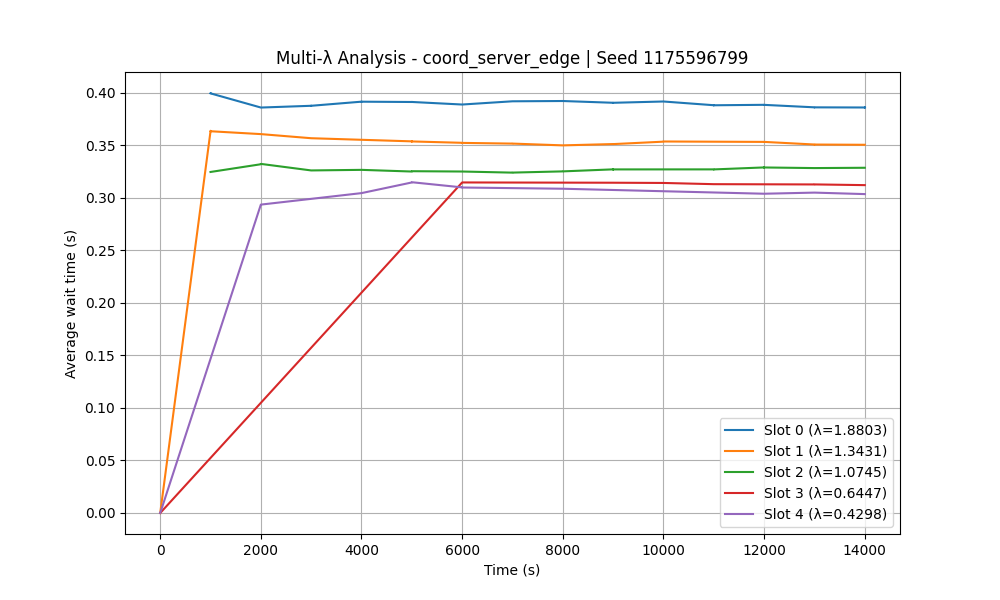 Multi-λ Analysis - coord_server_edge | Seed 1175596799
Average wait time (s)
0.40
0.35
0.30
0.25
0.20
0.15
0.10
0.05
0.00
Slot 0 (λ=1.8803)
Slot 1 (λ=1.3431)
Slot 2 (λ=1.0745)
Slot 3 (λ=0.6447)
Slot 4 (λ=0.4298)
0 2000 4000 6000 8000 10000 12000 14000
Time (s)